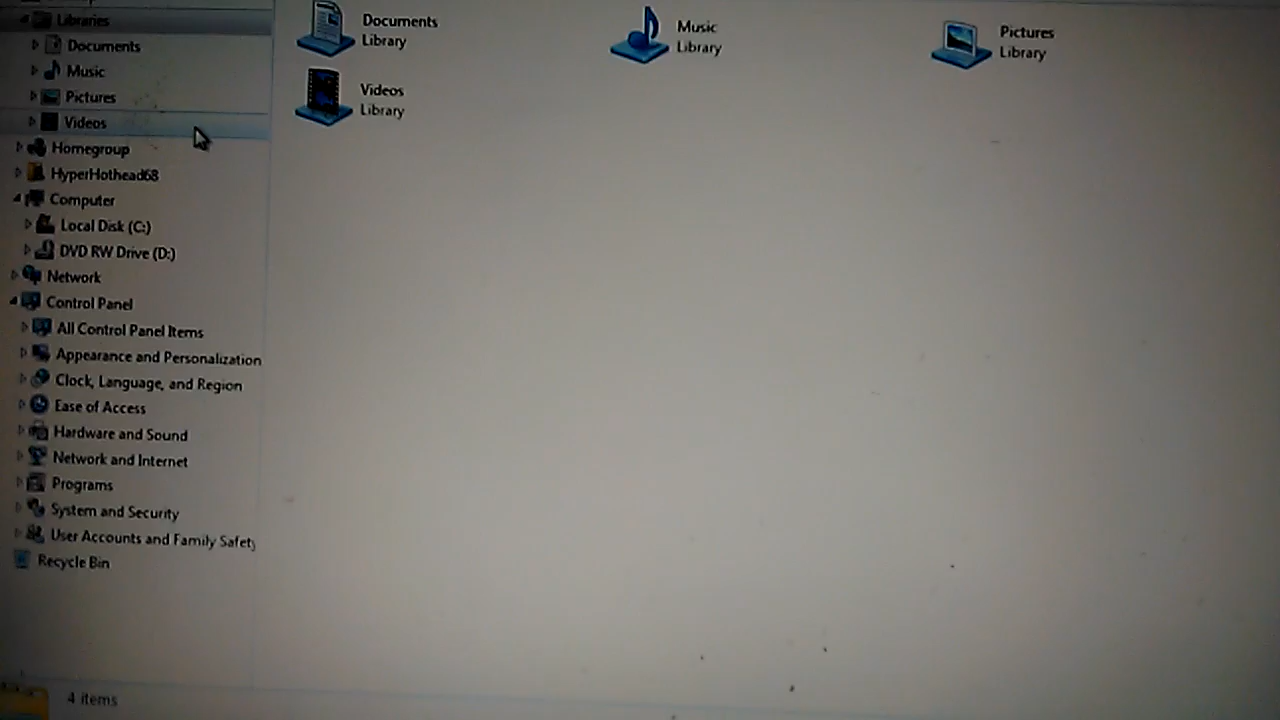 Libraries
Documents
Music
Pictures
Videos
Homegroup
HyperHothead68
Computer
Local Disk (C:)
DVD RW Drive (D:)
Network
Control Panel
All Control Panel Items
Appearance and Personalization
Clock, Language, and Region
Ease of Access
Hardware and Sound
Network and Internet
Programs
System and Security
User Accounts and Family Safety
Recycle Bin
Documents
Library
Music
Library
Pictures
Library
Videos
Library
4 items